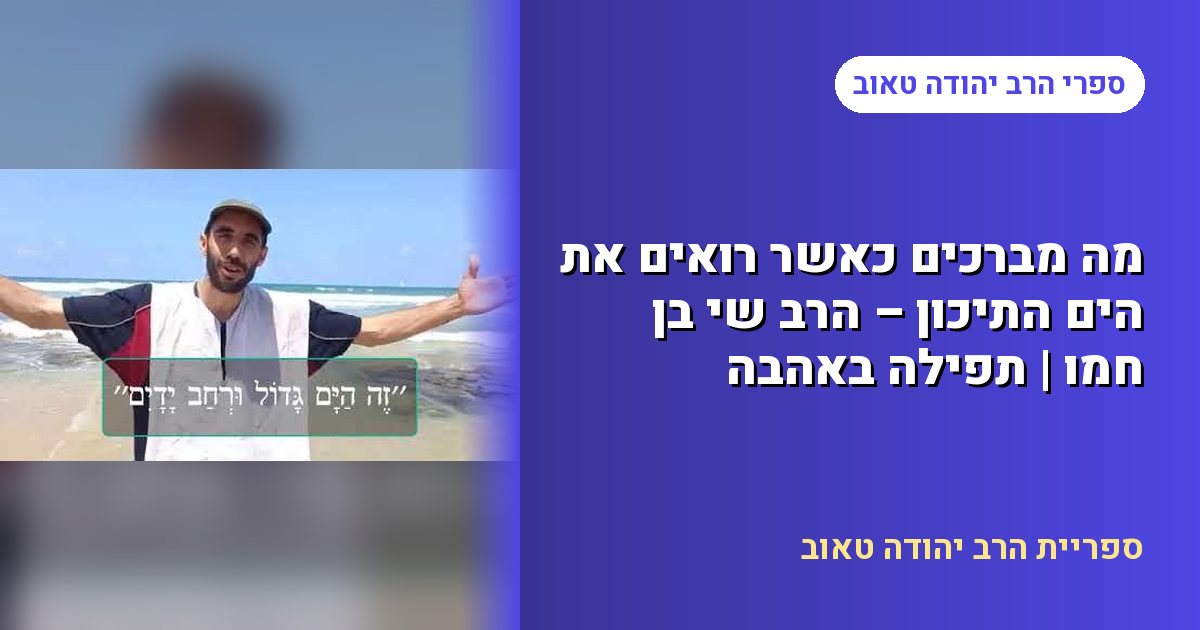 ספרי הרב יהודה טאוב
מה מברכים כאשר רואים את
הים התיכון – הרב שי בן
חמו | תפילה באהבה
"זֶה הַיָּם גָּדוֹל וּרְחַב יָדָיִם"
ספריית הרב יהודה טאוב